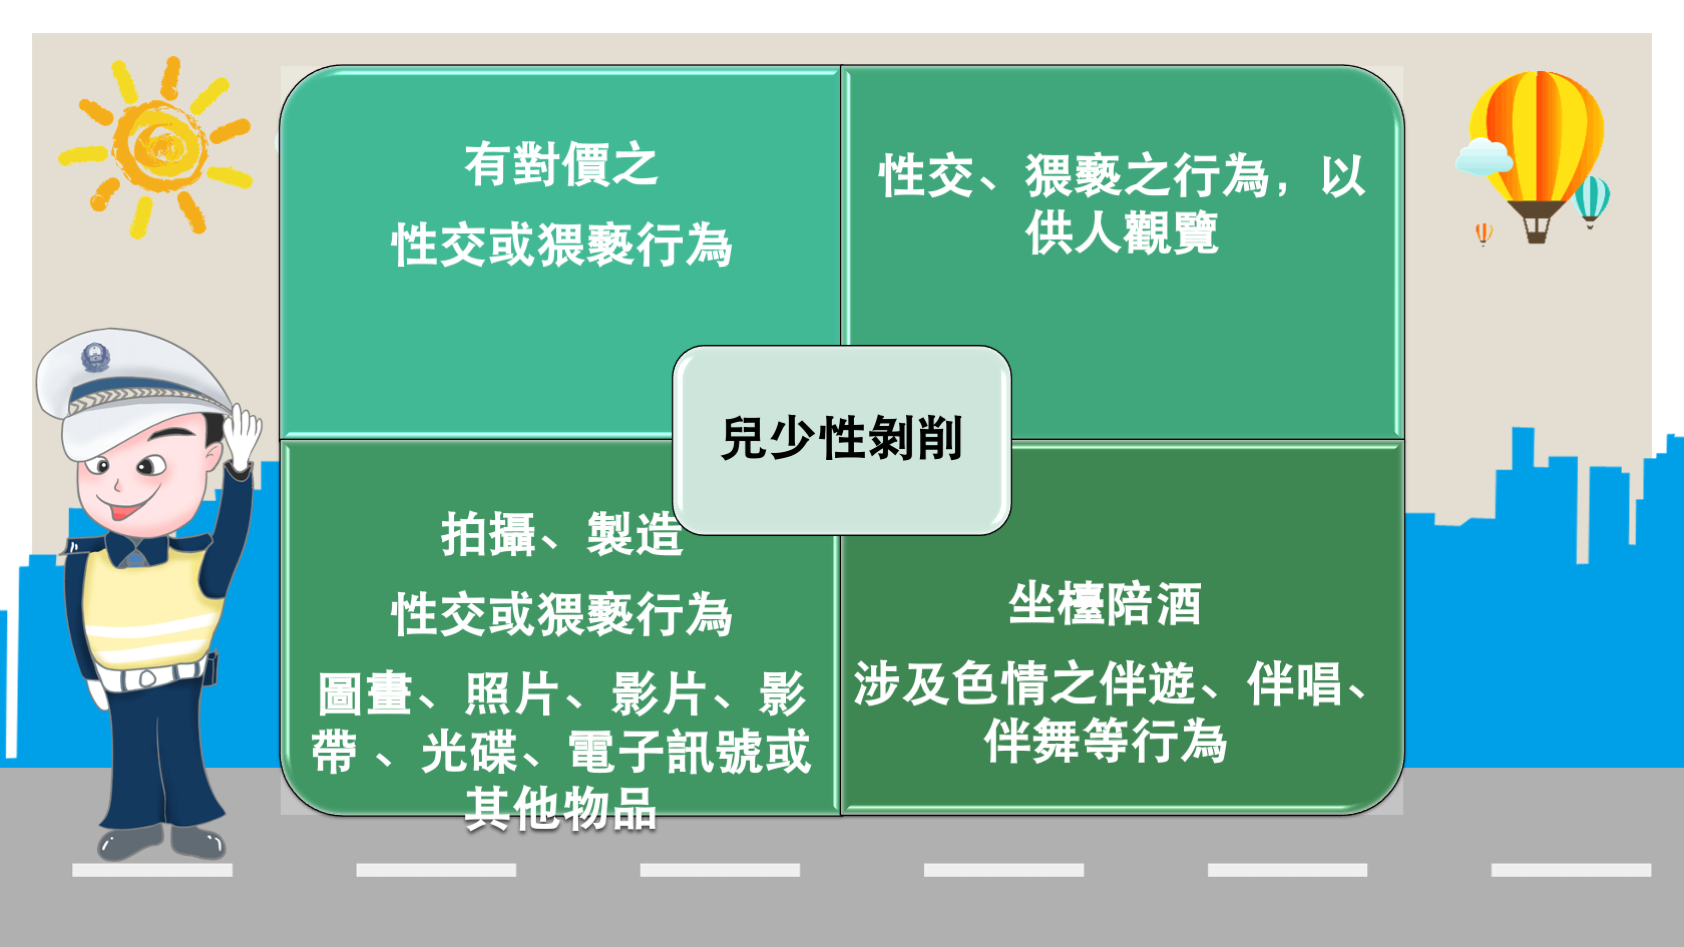 有對價之
性交或猥褻行為
性交、猥褻之行為，以
供人觀覽
兒少性剝削
拍攝、製造
性交或猥褻行為
圖畫、照片、影片、影
帶 、光碟、電子訊號或
其他物品
坐檯陪酒
涉及色情之伴遊、伴唱、
伴舞等行為